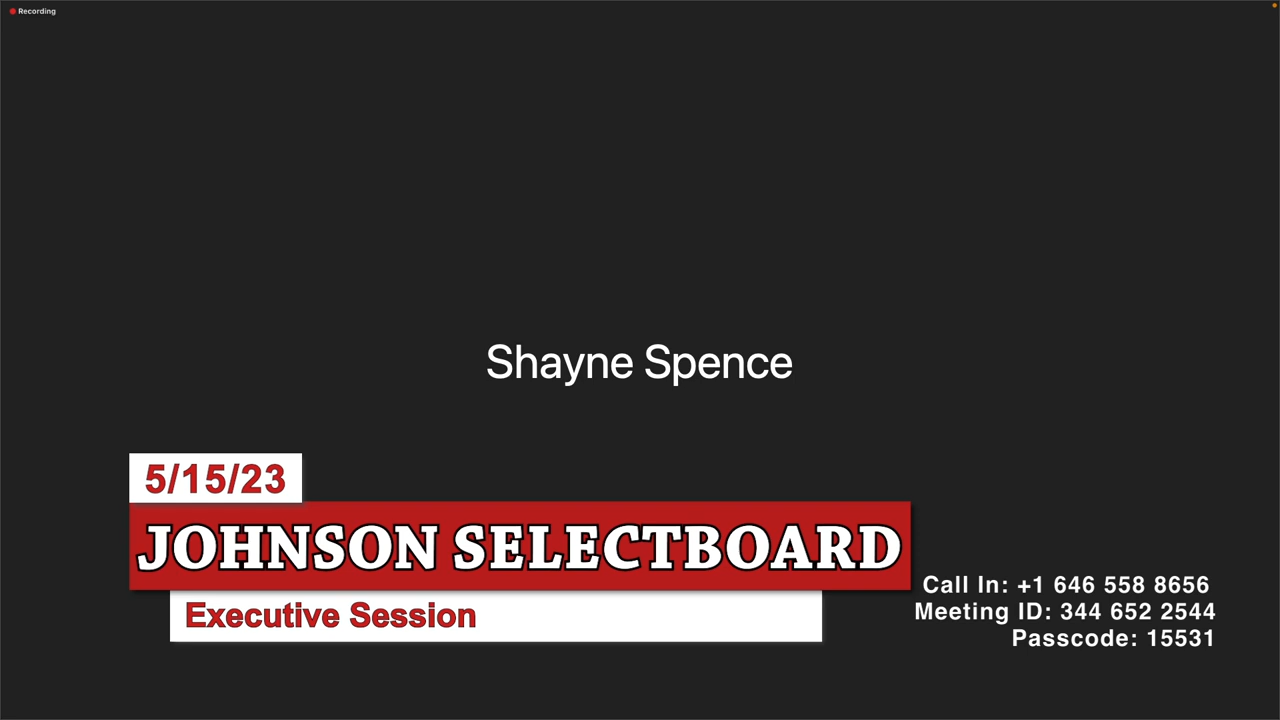 Recording
Shayne Spence
5/15/23
JOHNSON SELECTBOARD
Executive Session
Call In: +1 646 558 8656
Meeting ID: 344 652 2544
Passcode: 15531